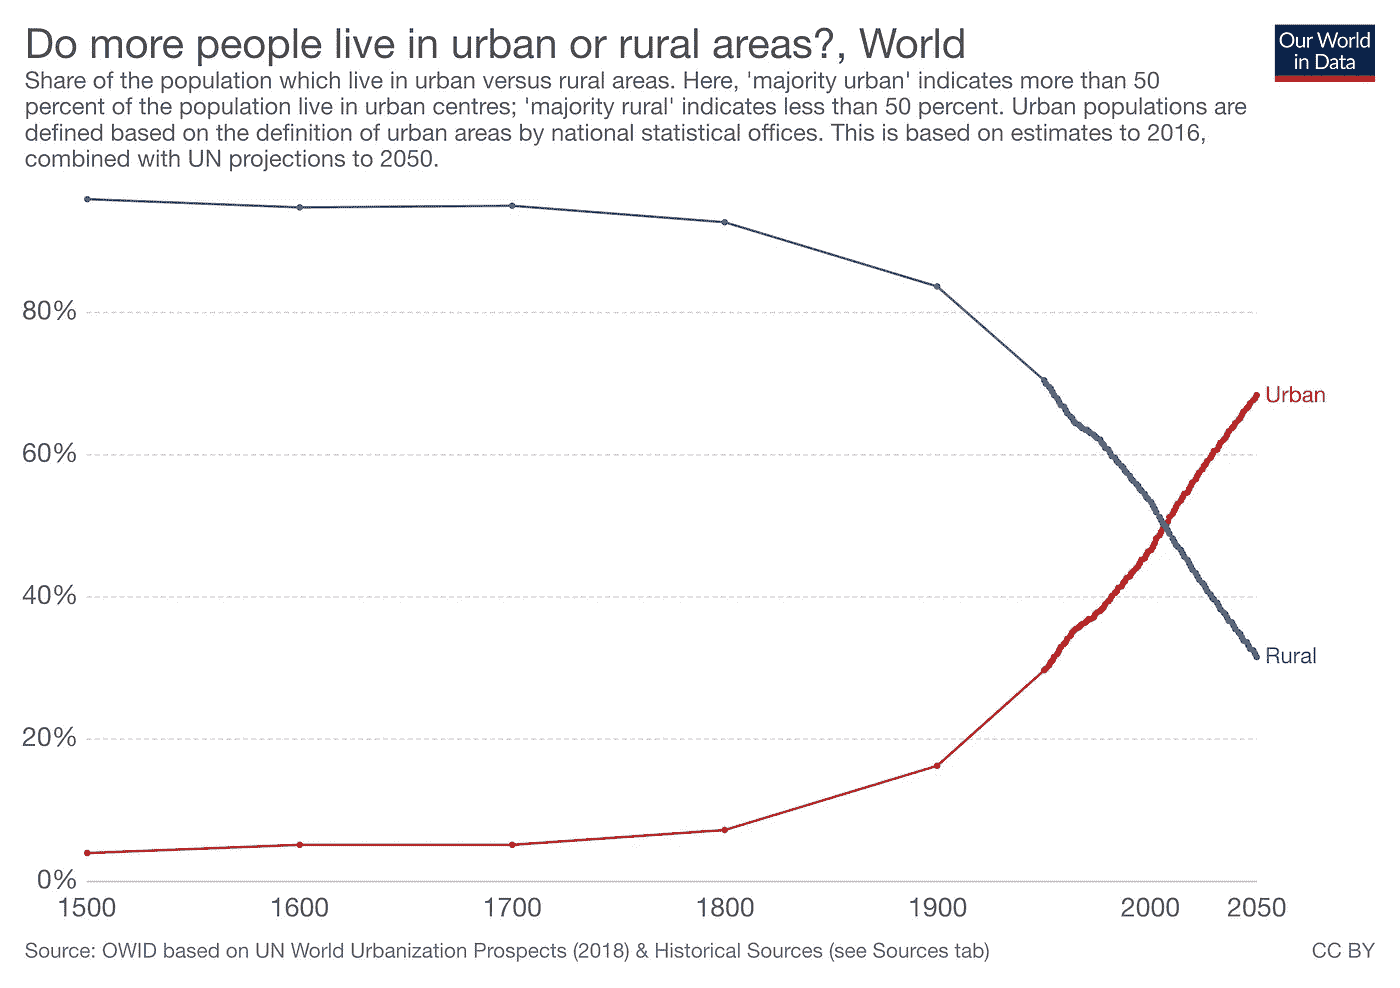 Do more people live in urban or rural areas?, World
Our World
in Data
Share of the population which live in urban versus rural areas. Here, 'majority urban' indicates more than 50
percent of the population live in urban centres; 'majority rural' indicates less than 50 percent. Urban populations are
defined based on the definition of urban areas by national statistical offices. This is based on estimates to 2016,
combined with UN projections to 2050.
80%
60%
40%
20%
0%
Urban
Rural
1500 1600 1700 1800 1900 2000 2050
Source: OWID based on UN World Urbanization Prospects (2018) & Historical Sources (see Sources tab)
CC BY